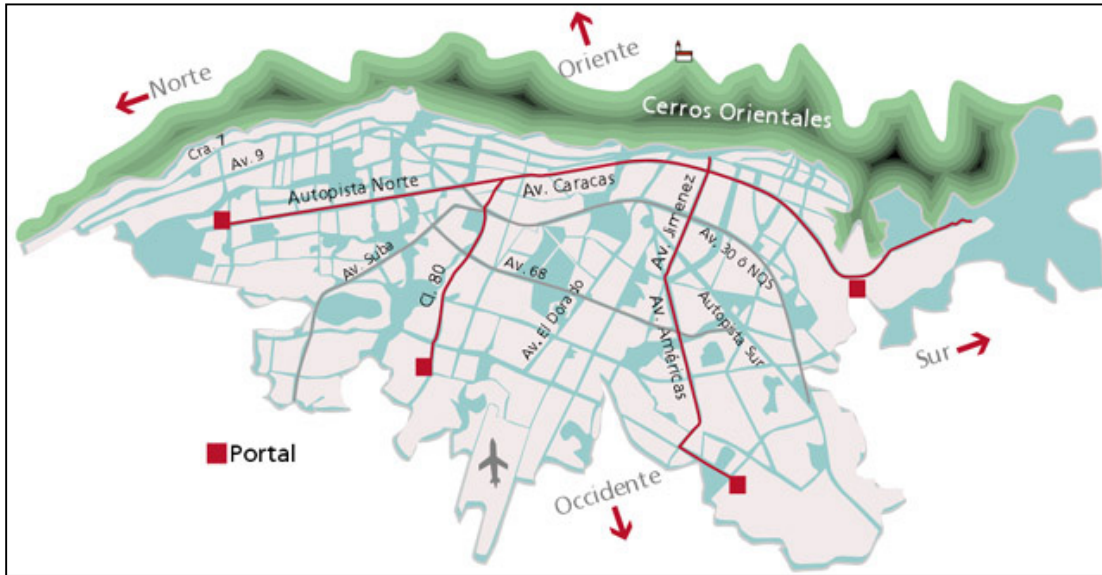 Norte
Oriente
Cerros Orientales
Cra. 7
Av. 9
Autopista Norte
Av. Caracas
Av. Jimenez
Av. Suba
Cl. 80
Av. 68
Av. 30 ó NQS
Av. El Dorado
Autopista Sur
Av. Américas
Sur
Portal
Occidente